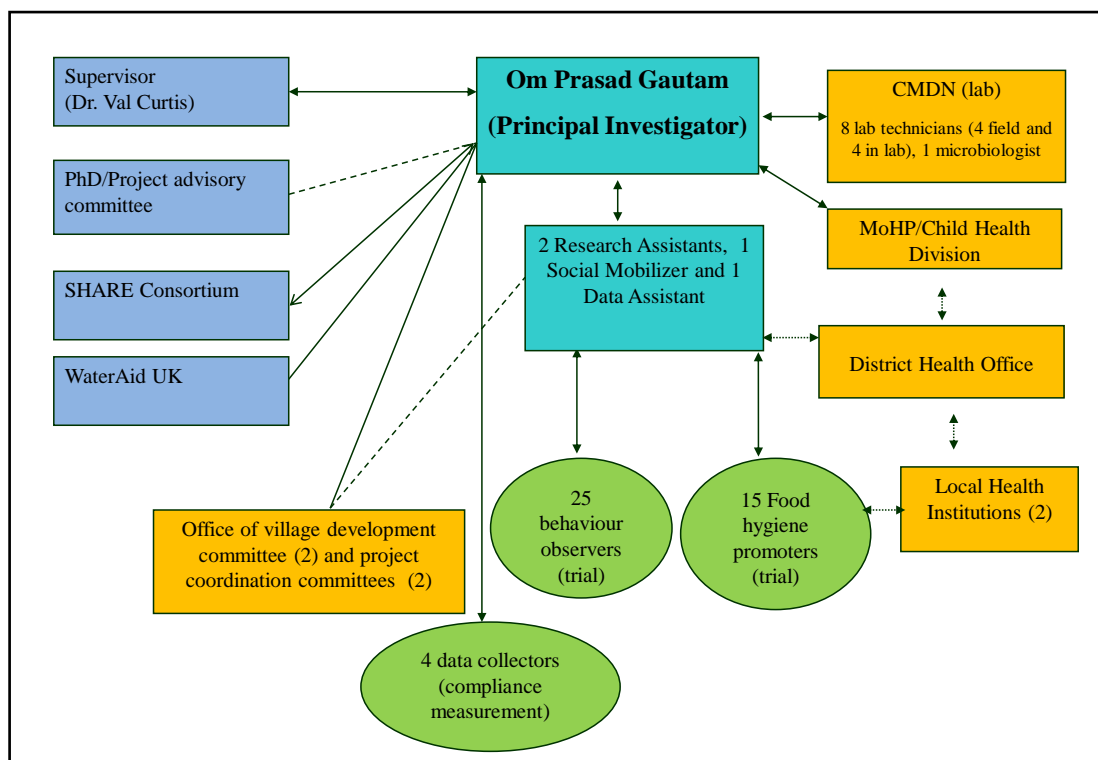 Supervisor
(Dr. Val Curtis)
PhD/Project advisory
committee
SHARE Consortium
WaterAid UK
Om Prasad Gautam
(Principal Investigator)
CMDN (lab)
8 lab technicians (4 field and
4 in lab), 1 microbiologist
MoHP/Child Health
Division
2 Research Assistants, 1
Social Mobilizer and 1
Data Assistant
District Health Office
Local Health
Institutions (2)
25
behaviour
observers
(trial)
15 Food
hygiene
promoters
(trial)
Office of village development
committee (2) and project
coordination committees (2)
4 data collectors
(compliance
measurement)